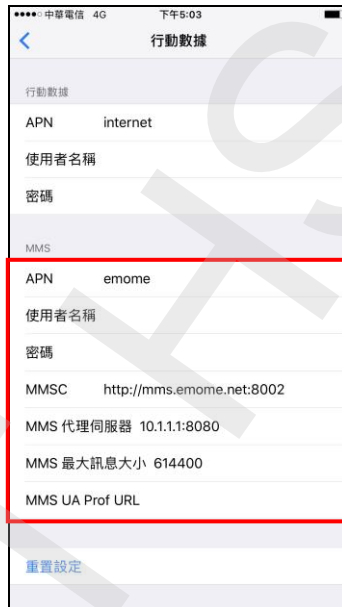 中華電信 4G 下午5:03
行動數據
行動數據
APN internet
使用者名稱
密碼
MMS
APN emome
使用者名稱
密碼
MMSC http://mms.emome.net:8002
MMS 代理伺服器 10.1.1.1:8080
MMS 最大訊息大小 614400
MMS UA Prof URL
重置設定